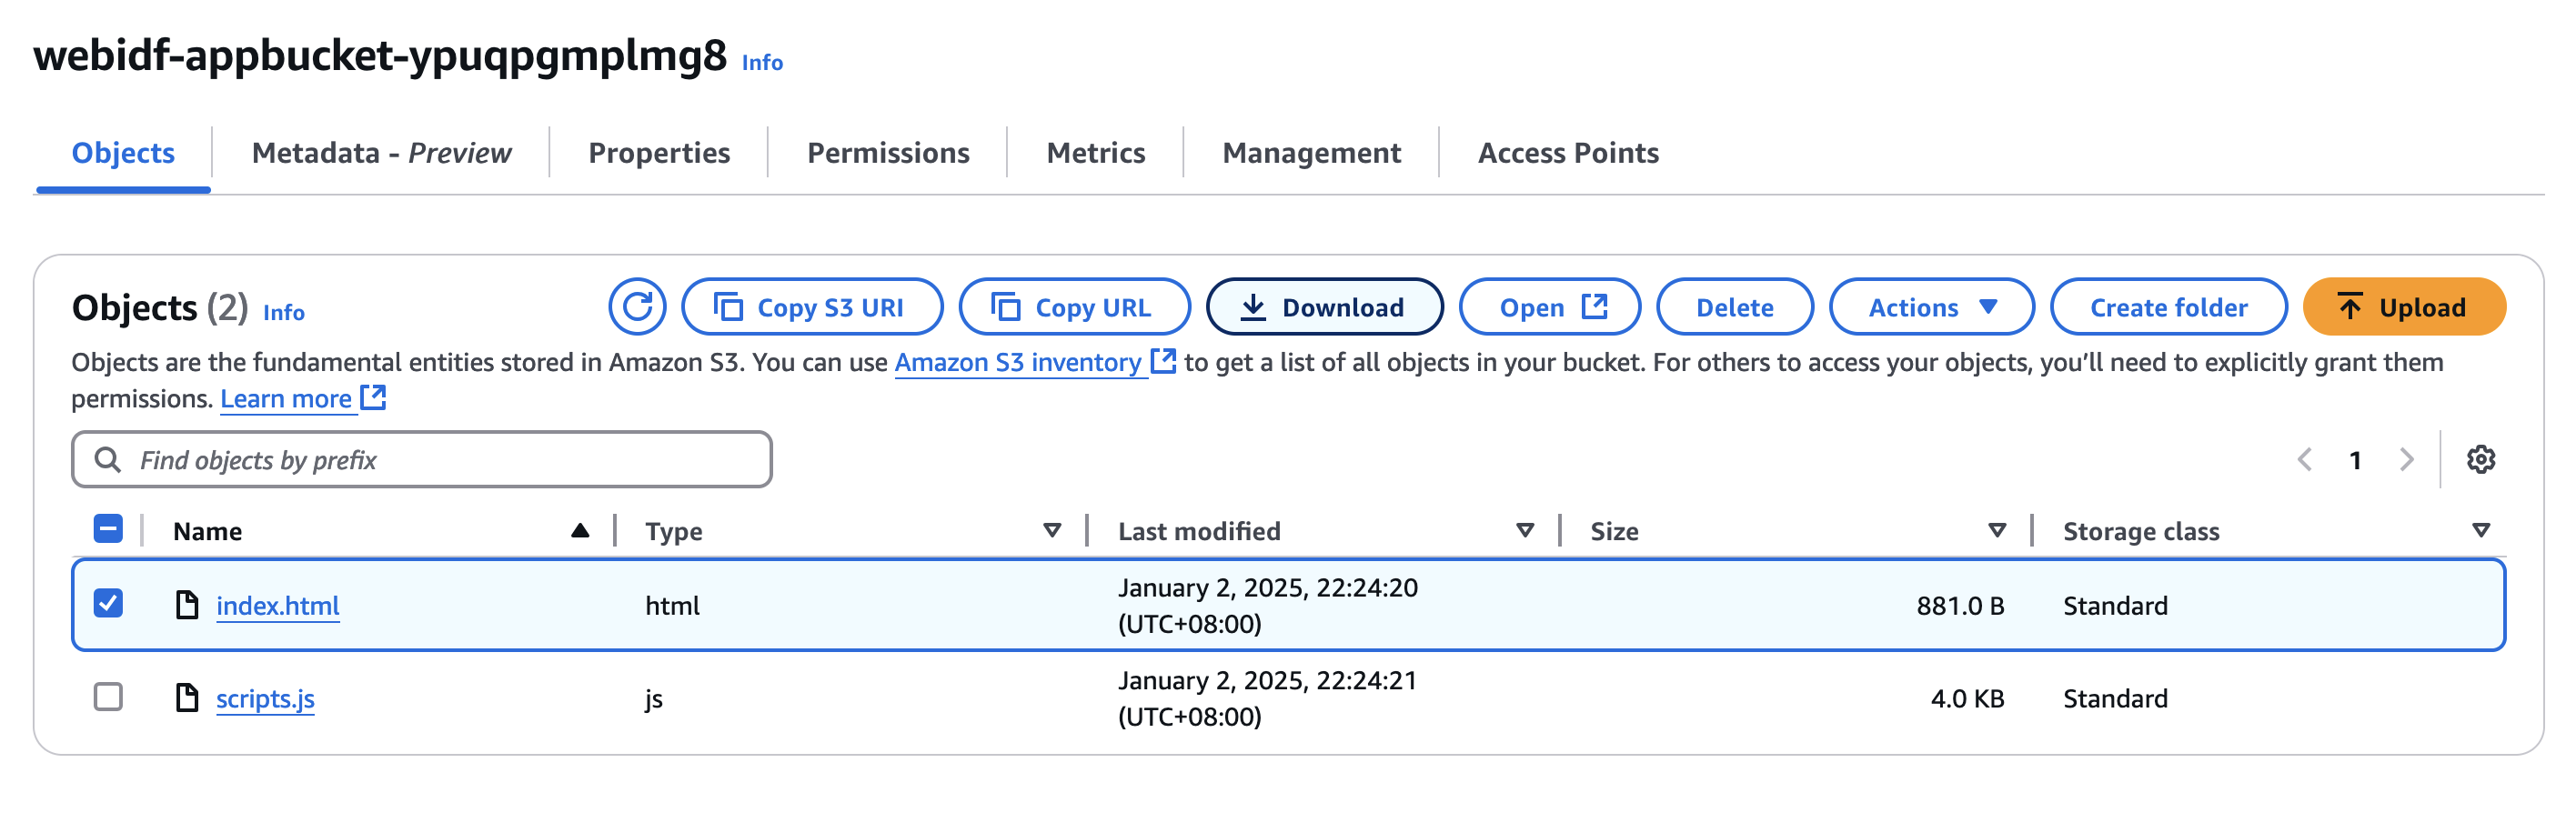 webidf-appbucket-ypuqpgmplmg8 Info
Objects Metadata - Preview Properties Permissions Metrics Management Access Points
Objects (2) Info Copy S3 URI Copy URL Download Open Delete Actions Create folder Upload
Objects are the fundamental entities stored in Amazon S3. You can use Amazon S3 inventory to get a list of all objects in your bucket. For others to access your objects, you’ll need to explicitly grant them
permissions. Learn more
Find objects by prefix 1
Name Type Last modified Size Storage class
index.html html January 2, 2025, 22:24:20 (UTC+08:00) 881.0 B Standard
scripts.js js January 2, 2025, 22:24:21 (UTC+08:00) 4.0 KB Standard